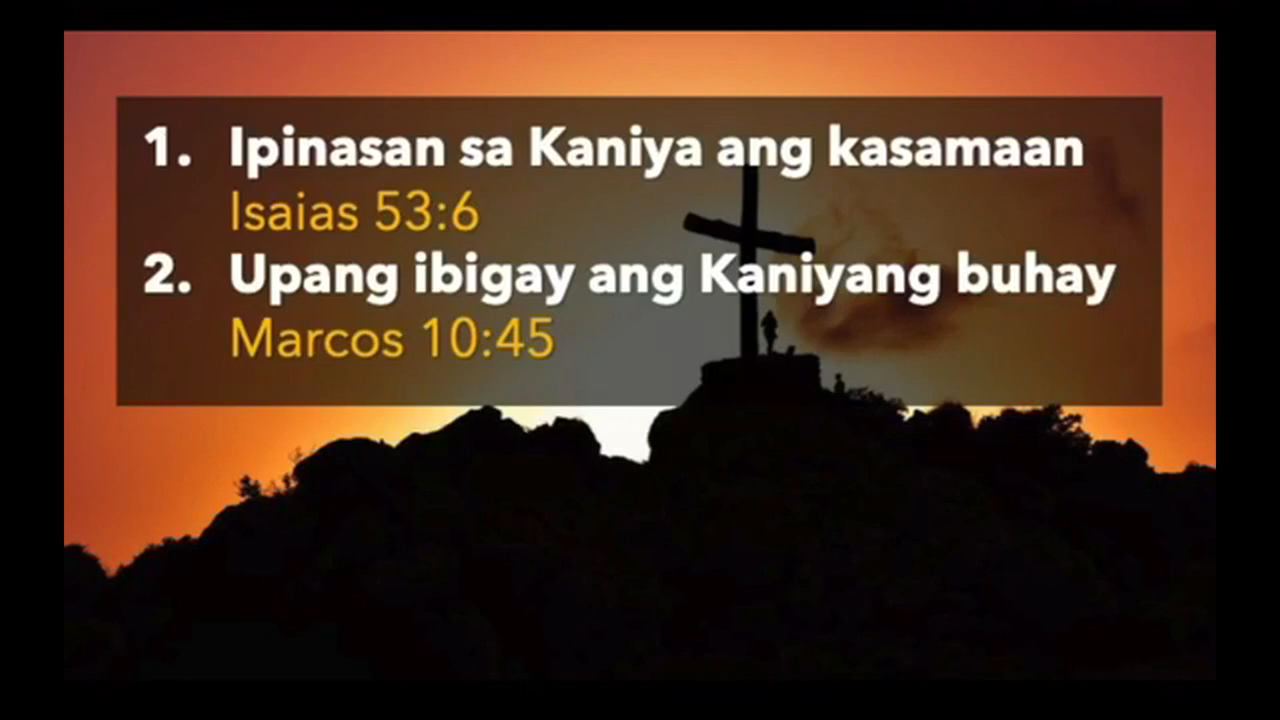 1. Ipinasan sa Kaniya ang kasamaan
Isaias 53:6
2. Upang ibigay ang Kaniyang buhay
Marcos 10:45